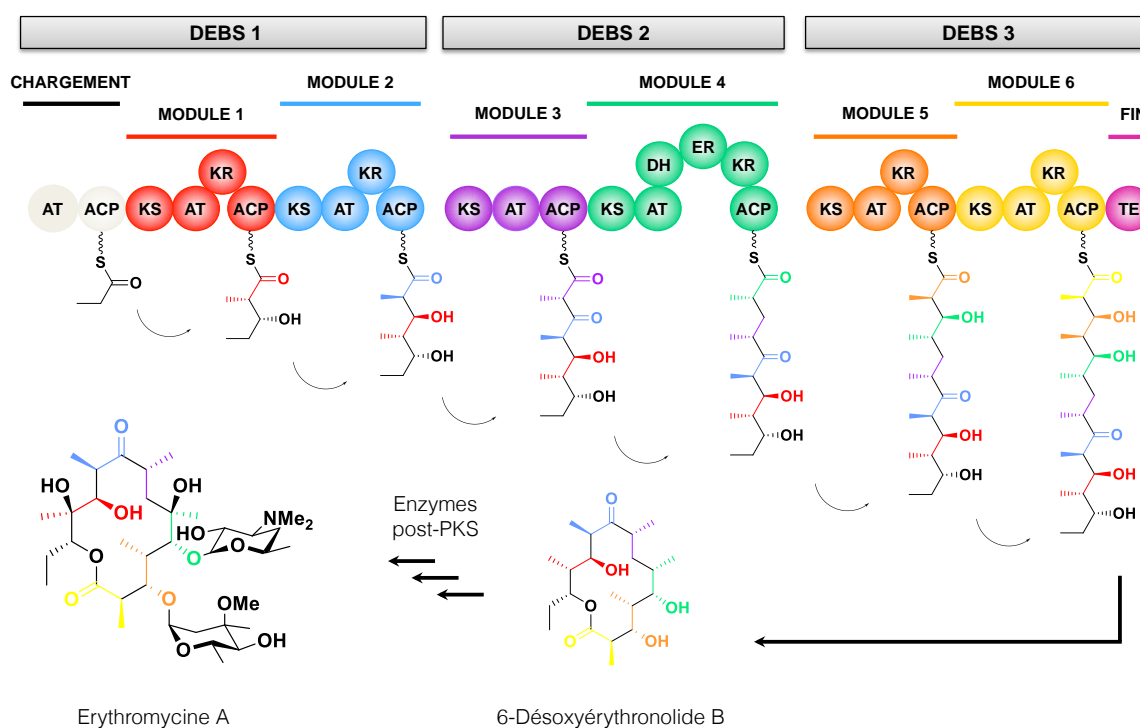 DEBS 1 DEBS 2 DEBS 3
CHARGEMENT MODULE 2 MODULE 4 MODULE 6
MODULE 1 MODULE 3 MODULE 5 FIN
ER
KR KR DH KR KR KR
AT ACP KS AT ACP KS AT ACP KS AT ACP KS AT ACP KS AT ACP KS AT ACP TE
S S S S S S S
O O O O O O O
OH OH O OH OH
OH OH OH
OH O O
OH OH O
OH OH OH
OH OH
OH
O O
HO OH
OH
NMe2
HO
O O
O
O O
OMe
O
OH
Enzymes
post-PKS
OH
O OH
O OH
Erythromycine A 6-Désoxyérythronolide B